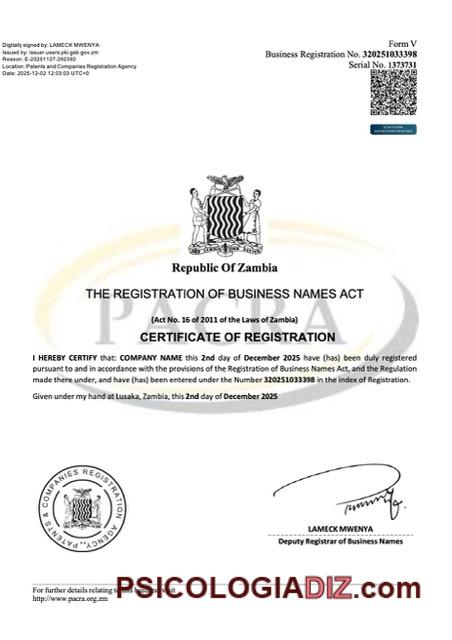 Digitally signed by: LAMECK MWENYA
Issued by: issuer.users.pki.gsb.gov.zm
Reason: E-20251127-292392
Location: Patents and Companies Registration Agency
Date: 2025-12-02 12:03:03 UTC+0
Form V
Business Registration No. 320251033398
Serial No. 1373731
Republic Of Zambia
PACRA
THE REGISTRATION OF BUSINESS NAMES ACT
(Act No. 16 of 2011 of the Laws of Zambia)
CERTIFICATE OF REGISTRATION
I HEREBY CERTIFY that: COMPANY NAME this 2nd day of December 2025 have (has) been duly registered
pursuant to and in accordance with the provisions of the Registration of Business Names Act, and the Regulation
made there under, and have (has) been entered under the Number 320251033398 in the index of Registration.
Given under my hand at Lusaka, Zambia, this 2nd day of December 2025
PATENTS & COMPANIES REGISTRATION AGENCY
LAMECK MWENYA
Deputy Registrar of Business Names
For further details relating to this business visit
http://www.pacra.org.zm
PSICOLOGIADIZ.com